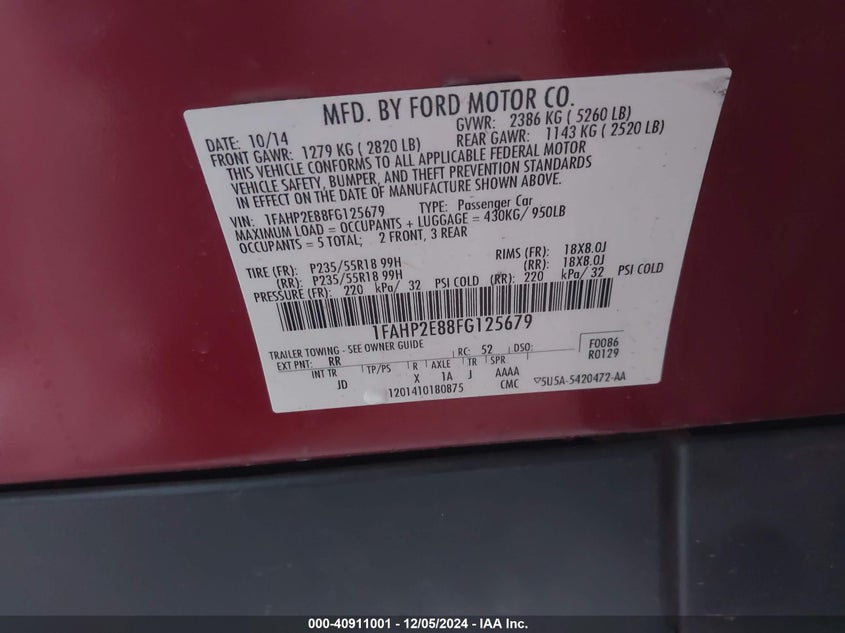 MFD. BY FORD MOTOR CO.
DATE: 10/14 GVWR: 2386 KG ( 5260 LB)
FRONT GAWR: 1279 KG ( 2820 LB) REAR GAWR: 1143 KG ( 2520 LB)
THIS VEHICLE CONFORMS TO ALL APPLICABLE FEDERAL MOTOR
VEHICLE SAFETY, BUMPER, AND THEFT PREVENTION STANDARDS
IN EFFECT ON THE DATE OF MANUFACTURE SHOWN ABOVE.
VIN: 1FAHP2E88FG125679 TYPE: Passenger Car
MAXIMUM LOAD = OCCUPANTS + LUGGAGE = 430KG/ 950LB
OCCUPANTS = 5 TOTAL; 2 FRONT, 3 REAR
TIRE (FR): P235/55R18 99H RIMS (FR): 18X8.0J
(RR): P235/55R18 99H (RR): 18X8.0J
PRESSURE (FR): 220 kPa/ 32 PSI COLD (RR): 220 kPa/ 32 PSI COLD
1FAHP2E88FG125679
TRAILER TOWING - SEE OWNER GUIDE
EXT PNT: RR RC: 52 DSO: F0086
INT TR TP/PS R AXLE TR SPR R0129
JD X 1A J AAAA
1201410180875 CMC ▽5U5A-5420472-AA
000-40911001 - 12/05/2024 - IAA Inc.